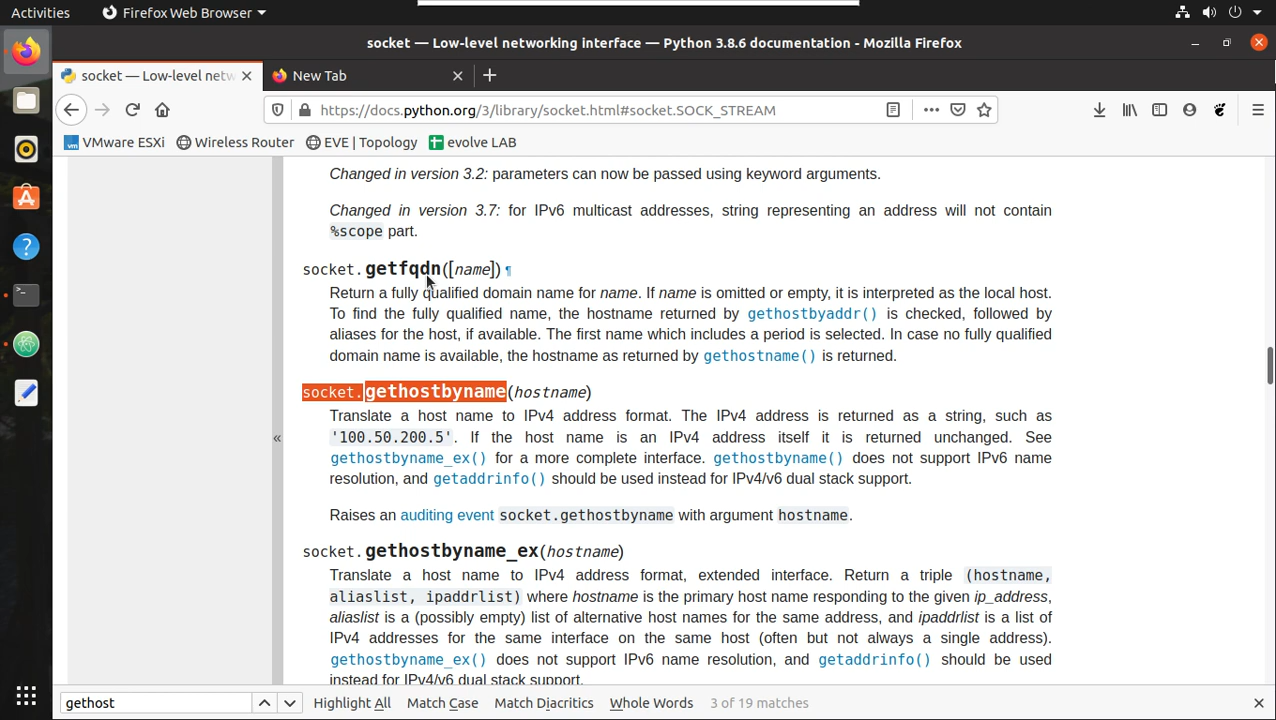 Activities Firefox Web Browser
socket — Low-level networking interface — Python 3.8.6 documentation - Mozilla Firefox
socket — Low-level netw New Tab
https://docs.python.org/3/library/socket.html#socket.SOCK_STREAM
VMware ESXi Wireless Router EVE | Topology evolve LAB
Changed in version 3.2: parameters can now be passed using keyword arguments.
Changed in version 3.7: for IPv6 multicast addresses, string representing an address will not contain
%scope part.
socket.getfqdn([name]) ¶
Return a fully qualified domain name for name. If name is omitted or empty, it is interpreted as the local host.
To find the fully qualified name, the hostname returned by gethostbyaddr() is checked, followed by
aliases for the host, if available. The first name which includes a period is selected. In case no fully qualified
domain name is available, the hostname as returned by gethostname() is returned.
socket.gethostbyname(hostname)
Translate a host name to IPv4 address format. The IPv4 address is returned as a string, such as
'100.50.200.5'. If the host name is an IPv4 address itself it is returned unchanged. See
gethostbyname_ex() for a more complete interface. gethostbyname() does not support IPv6 name
resolution, and getaddrinfo() should be used instead for IPv4/v6 dual stack support.
Raises an auditing event socket.gethostbyname with argument hostname.
socket.gethostbyname_ex(hostname)
Translate a host name to IPv4 address format, extended interface. Return a triple (hostname,
aliaslist, ipaddrlist) where hostname is the primary host name responding to the given ip_address,
aliaslist is a (possibly empty) list of alternative host names for the same address, and ipaddrlist is a list of
IPv4 addresses for the same interface on the same host (often but not always a single address).
gethostbyname_ex() does not support IPv6 name resolution, and getaddrinfo() should be used
instead for IPv4/v6 dual stack support.
gethost Highlight All Match Case Match Diacritics Whole Words 3 of 19 matches